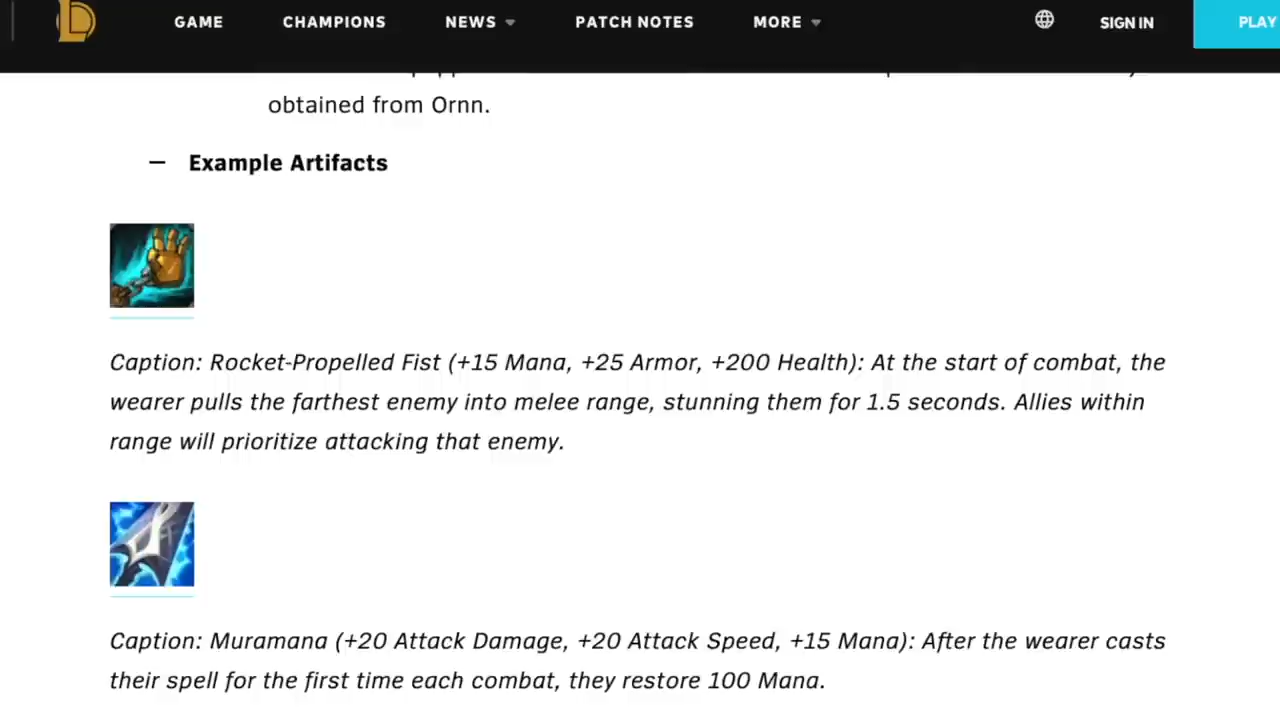 GAME CHAMPIONS NEWS PATCH NOTES MORE SIGN IN PLAY
obtained from Ornn.
— Example Artifacts
Caption: Rocket-Propelled Fist (+15 Mana, +25 Armor, +200 Health): At the start of combat, the
wearer pulls the farthest enemy into melee range, stunning them for 1.5 seconds. Allies within
range will prioritize attacking that enemy.
Caption: Muramana (+20 Attack Damage, +20 Attack Speed, +15 Mana): After the wearer casts
their spell for the first time each combat, they restore 100 Mana.